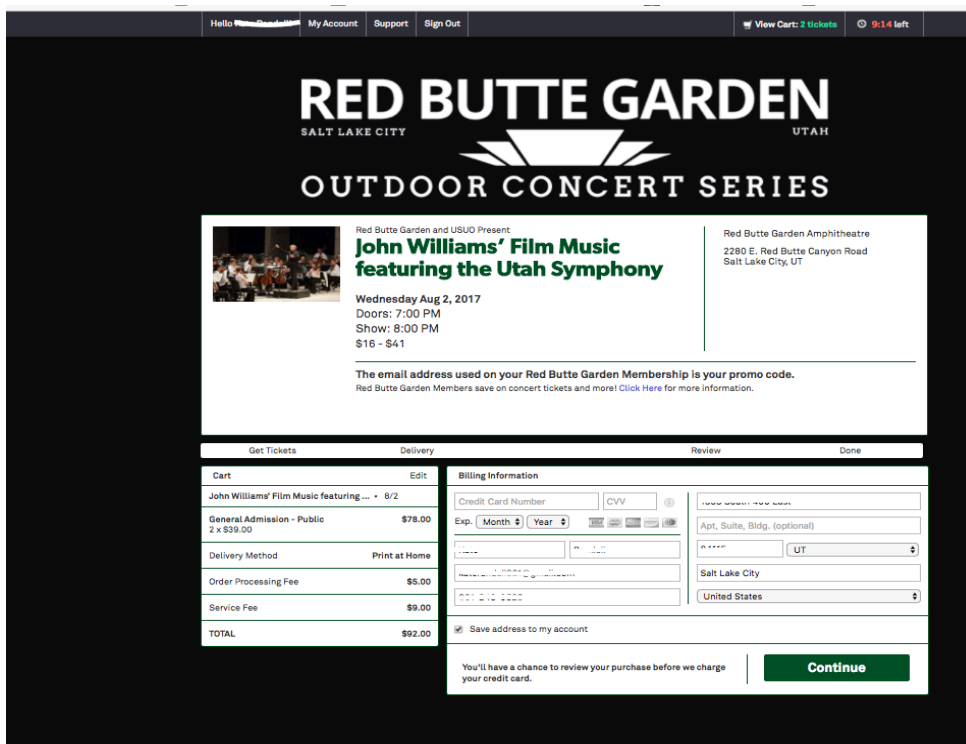 Hello
My Account
Support
Sign Out
View Cart: 2 tickets
9:14 left
RED BUTTE GARDEN
SALT LAKE CITY
UTAH
OUTDOOR CONCERT SERIES
Red Butte Garden and USUO Present
John Williams’ Film Music
featuring the Utah Symphony
Wednesday Aug 2, 2017
Doors: 7:00 PM
Show: 8:00 PM
$16 - $41
Red Butte Garden Amphitheatre
2280 E. Red Butte Canyon Road
Salt Lake City, UT
The email address used on your Red Butte Garden Membership is your promo code.
Red Butte Garden Members save on concert tickets and more! Click Here for more information.
Get Tickets
Delivery
Review
Done
Cart
Edit
John Williams' Film Music featuring ... • 8/2
General Admission - Public
$78.00
2 x $39.00
Delivery Method
Print at Home
Order Processing Fee
$5.00
Service Fee
$9.00
TOTAL
$92.00
Billing Information
Credit Card Number
CVV
Exp.
Month
Year
VISA
Apt, Suite, Bldg. (optional)
UT
Salt Lake City
United States
Save address to my account
You'll have a chance to review your purchase before we charge
your credit card.
Continue